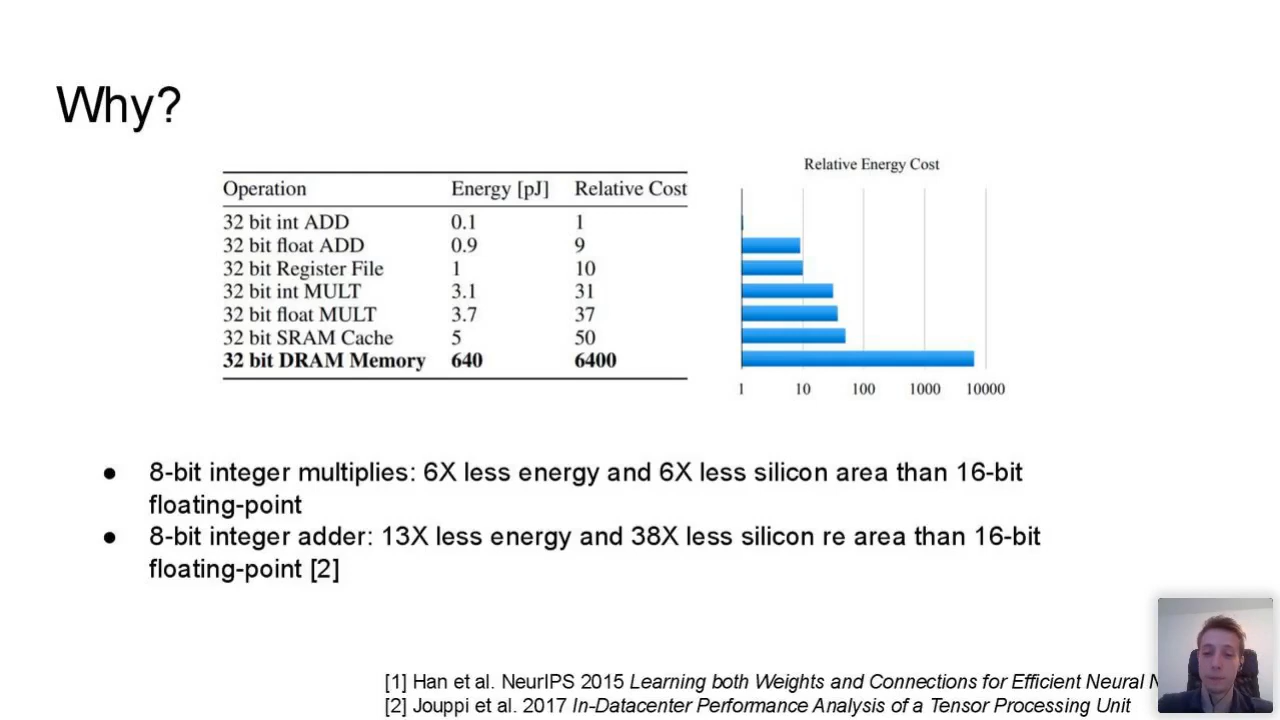 Why?
Operation Energy [pJ] Relative Cost
32 bit int ADD 0.1 1
32 bit float ADD 0.9 9
32 bit Register File 1 10
32 bit int MULT 3.1 31
32 bit float MULT 3.7 37
32 bit SRAM Cache 5 50
32 bit DRAM Memory 640 6400
Relative Energy Cost
1 10 100 1000 10000
● 8-bit integer multiplies: 6X less energy and 6X less silicon area than 16-bit
floating-point
● 8-bit integer adder: 13X less energy and 38X less silicon re area than 16-bit
floating-point [2]
[1] Han et al. NeurIPS 2015 Learning both Weights and Connections for Efficient Neural
[2] Jouppi et al. 2017 In-Datacenter Performance Analysis of a Tensor Processing Unit